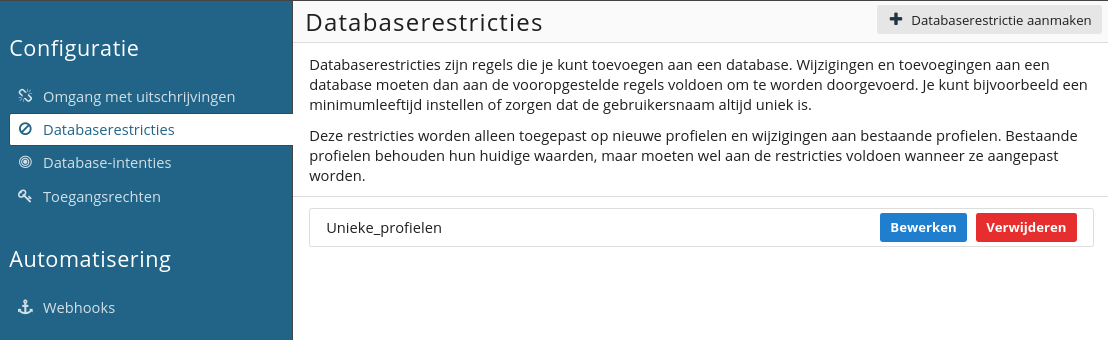 Configuratie
Omgang met uitschrijvingen
Databaserestricties
Database-intenties
Toegangsrechten
Automatisering
Webhooks
Databaserestricties
Databaserestrictie aanmaken
Databaserestricties zijn regels die je kunt toevoegen aan een database. Wijzigingen en toevoegingen aan een
database moeten dan aan de vooropgestelde regels voldoen om te worden doorgevoerd. Je kunt bijvoorbeeld een
minimumleeftijd instellen of zorgen dat de gebruikersnaam altijd uniek is.
Deze restricties worden alleen toegepast op nieuwe profielen en wijzigingen aan bestaande profielen. Bestaande
profielen behouden hun huidige waarden, maar moeten wel aan de restricties voldoen wanneer ze aangepast
worden.
Unieke_profielen
Bewerken
Verwijderen